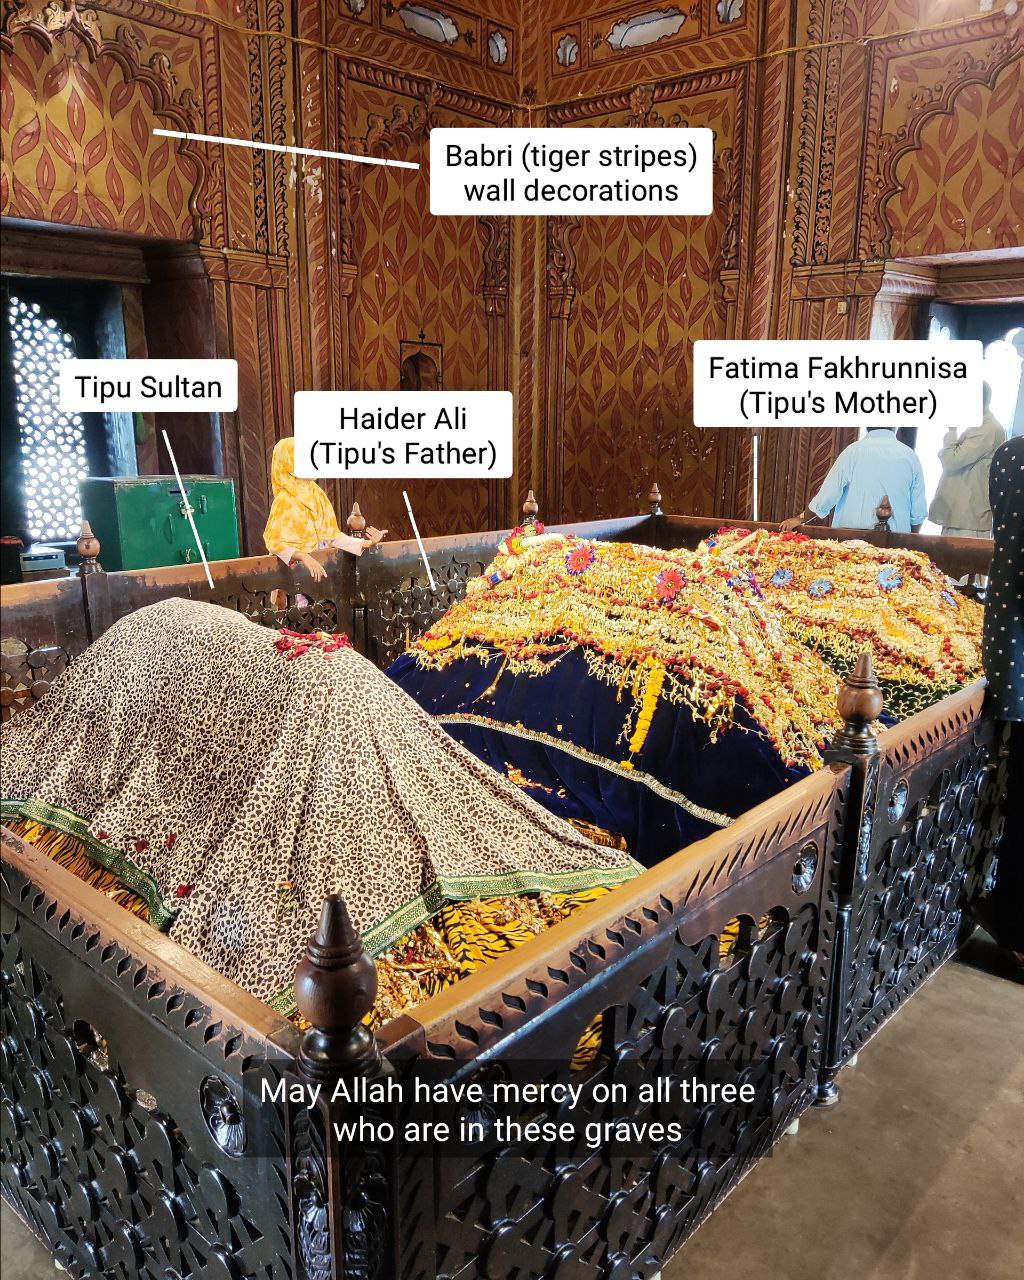 Babri (tiger stripes)
wall decorations
Tipu Sultan
Haider Ali
(Tipu's Father)
Fatima Fakhrunnisa
(Tipu's Mother)
May Allah have mercy on all three
who are in these graves